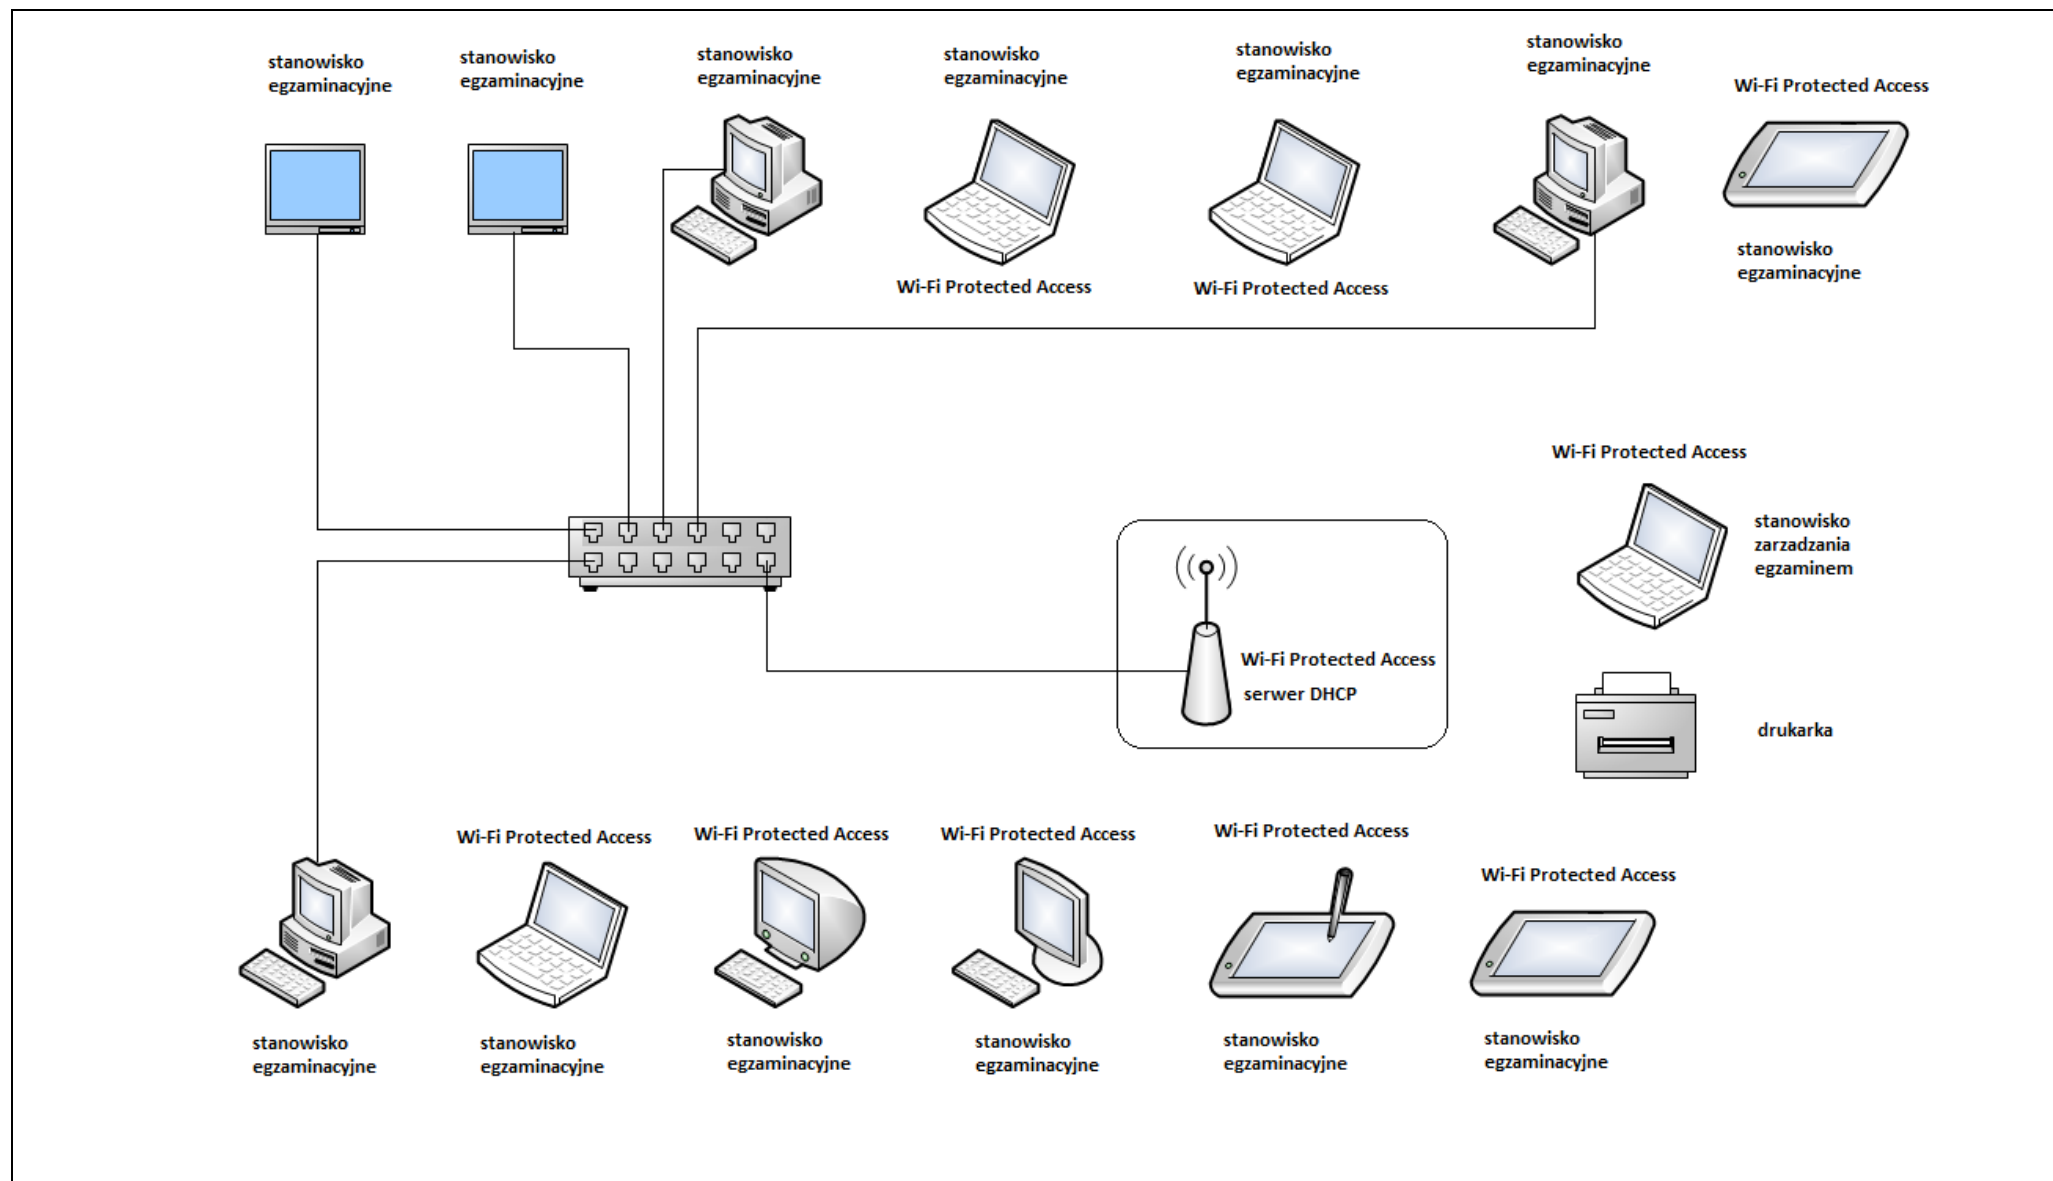 stanowisko
egzaminacyjne
stanowisko
egzaminacyjne
stanowisko
egzaminacyjne
stanowisko
egzaminacyjne
stanowisko
egzaminacyjne
stanowisko
egzaminacyjne
Wi-Fi Protected Access
stanowisko
egzaminacyjne
Wi-Fi Protected Access
Wi-Fi Protected Access
Wi-Fi Protected Access
stanowisko
zarzadzania
egzaminem
Wi-Fi Protected Access
serwer DHCP
drukarka
Wi-Fi Protected Access
Wi-Fi Protected Access
Wi-Fi Protected Access
Wi-Fi Protected Access
Wi-Fi Protected Access
stanowisko
egzaminacyjne
stanowisko
egzaminacyjne
stanowisko
egzaminacyjne
stanowisko
egzaminacyjne
stanowisko
egzaminacyjne
stanowisko
egzaminacyjne